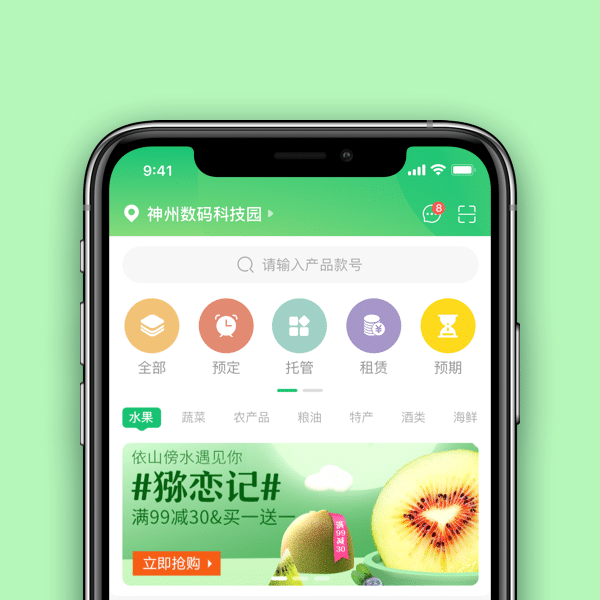 9:41
神州数码科技园
8
请输入产品款号
全部 预定 托管 租赁 预期
水果 蔬菜 农产品 粮油 特产 酒类 海鲜
依山傍水遇见你
#猕恋记#
满99减30&买一送一
满99减30
立即抢购